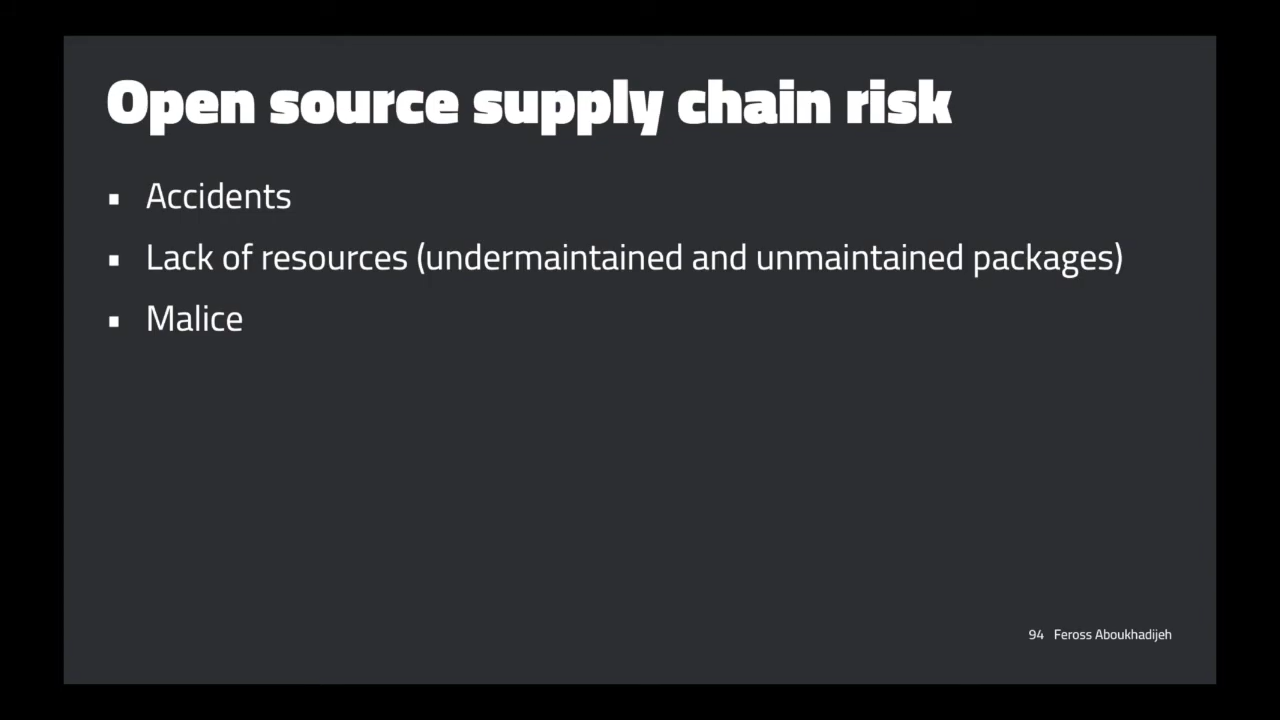 Open source supply chain risk
▪ Accidents
▪ Lack of resources (undermaintained and unmaintained packages)
▪ Malice
94 Feross Aboukhadijeh